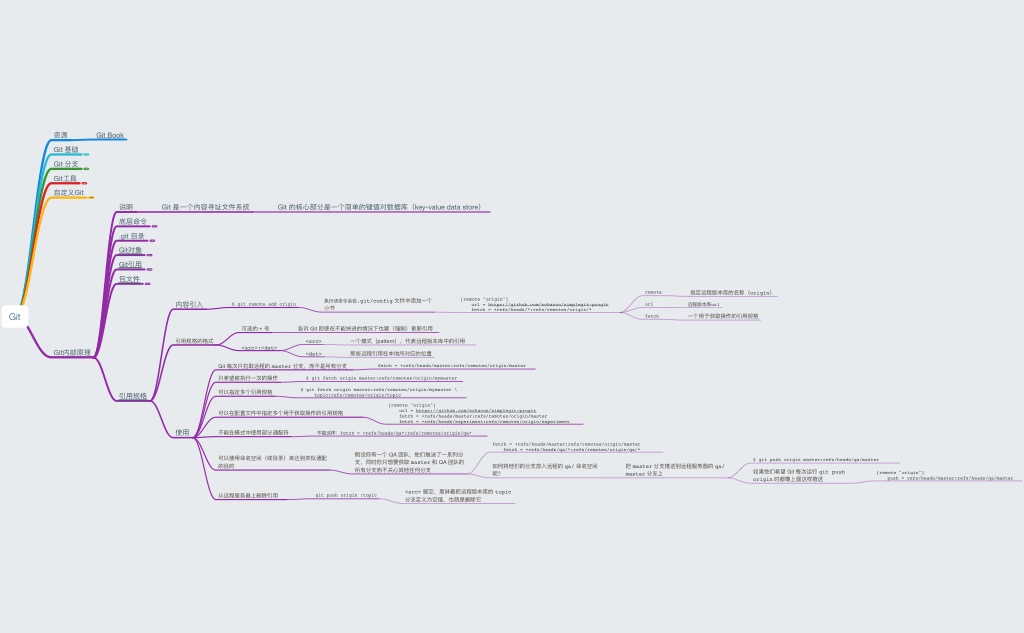 Git
资源
Git Book
Git 基础
Git 分支
Git工具
自定义Git
Git内部原理
说明
Git 是一个内容寻址文件系统
Git 的核心部分是一个简单的键值对数据库（key-value data store）
底层命令
.git 目录
Git对象
Git引用
包文件
引用规格
内容引入
$ git remote add origin
执行该命令会在.git/config 文件中添加一个
小节
[remote "origin"]
url = https://github.com/schacon/simplegit-progit
fetch = +refs/heads/*:refs/remotes/origin/*
remote
指定远程版本库的名称（origin）
url
远程版本库url
fetch
一个用于获取操作的引用规格
引用规格的格式
可选的 + 号
告诉 Git 即使在不能快进的情况下也要（强制）更新引用
<src>:<dst>
<src>
一个模式（pattern），代表远程版本库中的引用
<dst>
那些远程引用在本地所对应的位置
使用
Git 每次只拉取远程的 master 分支，而不是所有分支
fetch = +refs/heads/master:refs/remotes/origin/master
只希望被执行一次的操作
$ git fetch origin master:refs/remotes/origin/mymaster
可以指定多个引用规格
$ git fetch origin master:refs/remotes/origin/mymaster \
topic:refs/remotes/origin/topic
可以在配置文件中指定多个用于获取操作的引用规格
[remote "origin"]
url = https://github.com/schacon/simplegit-progit
fetch = +refs/heads/master:refs/remotes/origin/master
fetch = +refs/heads/experiment:refs/remotes/origin/experiment
不能在模式中使用部分通配符
不能这样: fetch = +refs/heads/qa*:refs/remotes/origin/qa*
可以使用命名空间（或目录）来达到类似通配
的目的
假设你有一个 QA 团队，他们推送了一系列分
支，同时你只想要获取 master 和 QA 团队的
所有分支而不关心其他任何分支
fetch = +refs/heads/master:refs/remotes/origin/master
fetch = +refs/heads/qa/*:refs/remotes/origin/qa/*
如何将他们的分支放入远程的 qa/ 命名空间
呢？
把 master 分支推送到远程服务器的 qa/
master 分支上
$ git push origin master:refs/heads/qa/master
如果他们希望 Git 每次运行 git push
origin 时都像上面这样推送
[remote "origin"]
push = refs/heads/master:refs/heads/qa/master
从远程服务器上删除引用
git push origin :topic
<src> 留空，意味着把远程版本库的 topic
分支定义为空值，也就是删除它